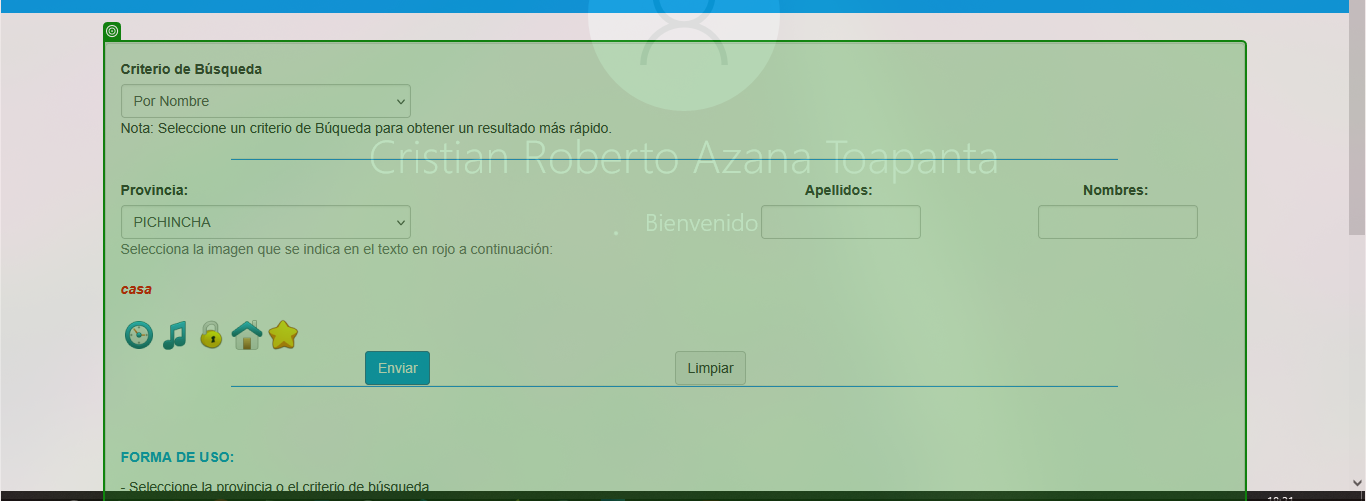 Criterio de Búsqueda
Por Nombre
Nota: Seleccione un criterio de Búqueda para obtener un resultado más rápido.
Cristian Roberto Azana Toapanta
Provincia: Apellidos: Nombres:
PICHINCHA
Bienvenido
Selecciona la imagen que se indica en el texto en rojo a continuación:
casa
Enviar Limpiar
FORMA DE USO:
- Seleccione la provincia o el criterio de búsqueda